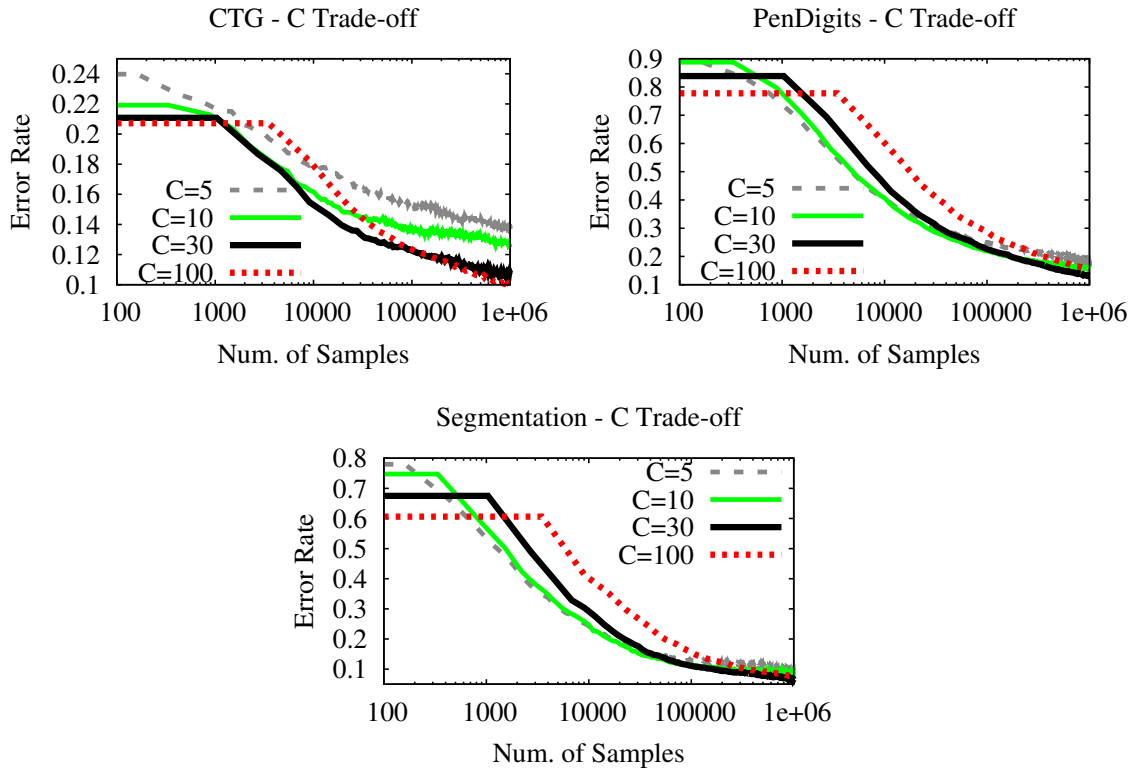 CTG - C Trade-off
Error Rate
0.24
0.22
0.2
0.18
0.16
0.14
0.12
0.1
C=5
C=10
C=30
C=100
100 1000 10000 100000 1e+06
Num. of Samples
PenDigits - C Trade-off
Error Rate
0.9
0.8
0.7
0.6
0.5
0.4
0.3
0.2
0.1
C=5
C=10
C=30
C=100
100 1000 10000 100000 1e+06
Num. of Samples
Segmentation - C Trade-off
Error Rate
0.8
0.7
0.6
0.5
0.4
0.3
0.2
0.1
C=5
C=10
C=30
C=100
100 1000 10000 100000 1e+06
Num. of Samples